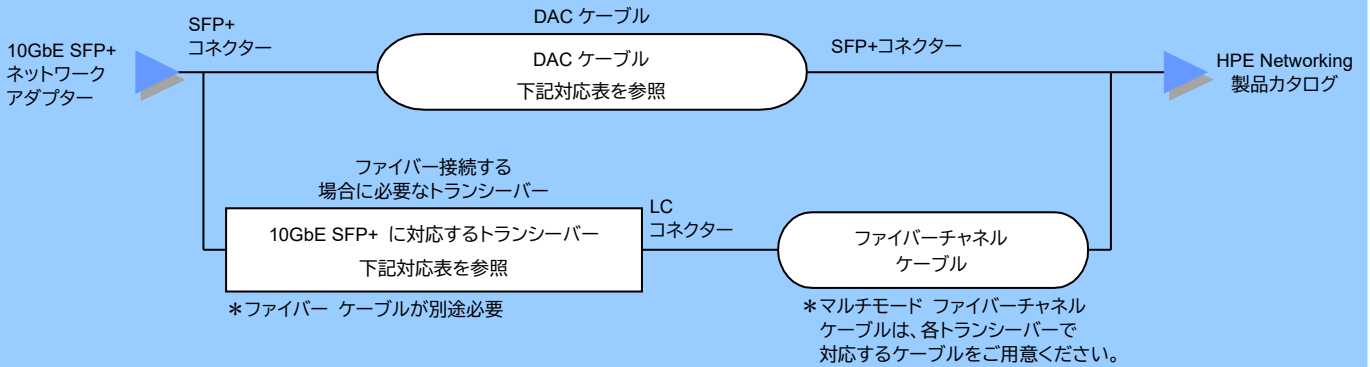 10GbE SFP+
ネットワーク
アダプター
SFP+
コネクター
DAC ケーブル
DAC ケーブル
下記対応表を参照
SFP+コネクター
HPE Networking
製品カタログ
ファイバー接続する
場合に必要なトランシーバー
10GbE SFP+ に対応するトランシーバー
下記対応表を参照
LC
コネクター
ファイバーチャネル
ケーブル
＊ファイバー ケーブルが別途必要
＊マルチモード ファイバーチャネル
ケーブルは、各トランシーバーで
対応するケーブルをご用意ください。